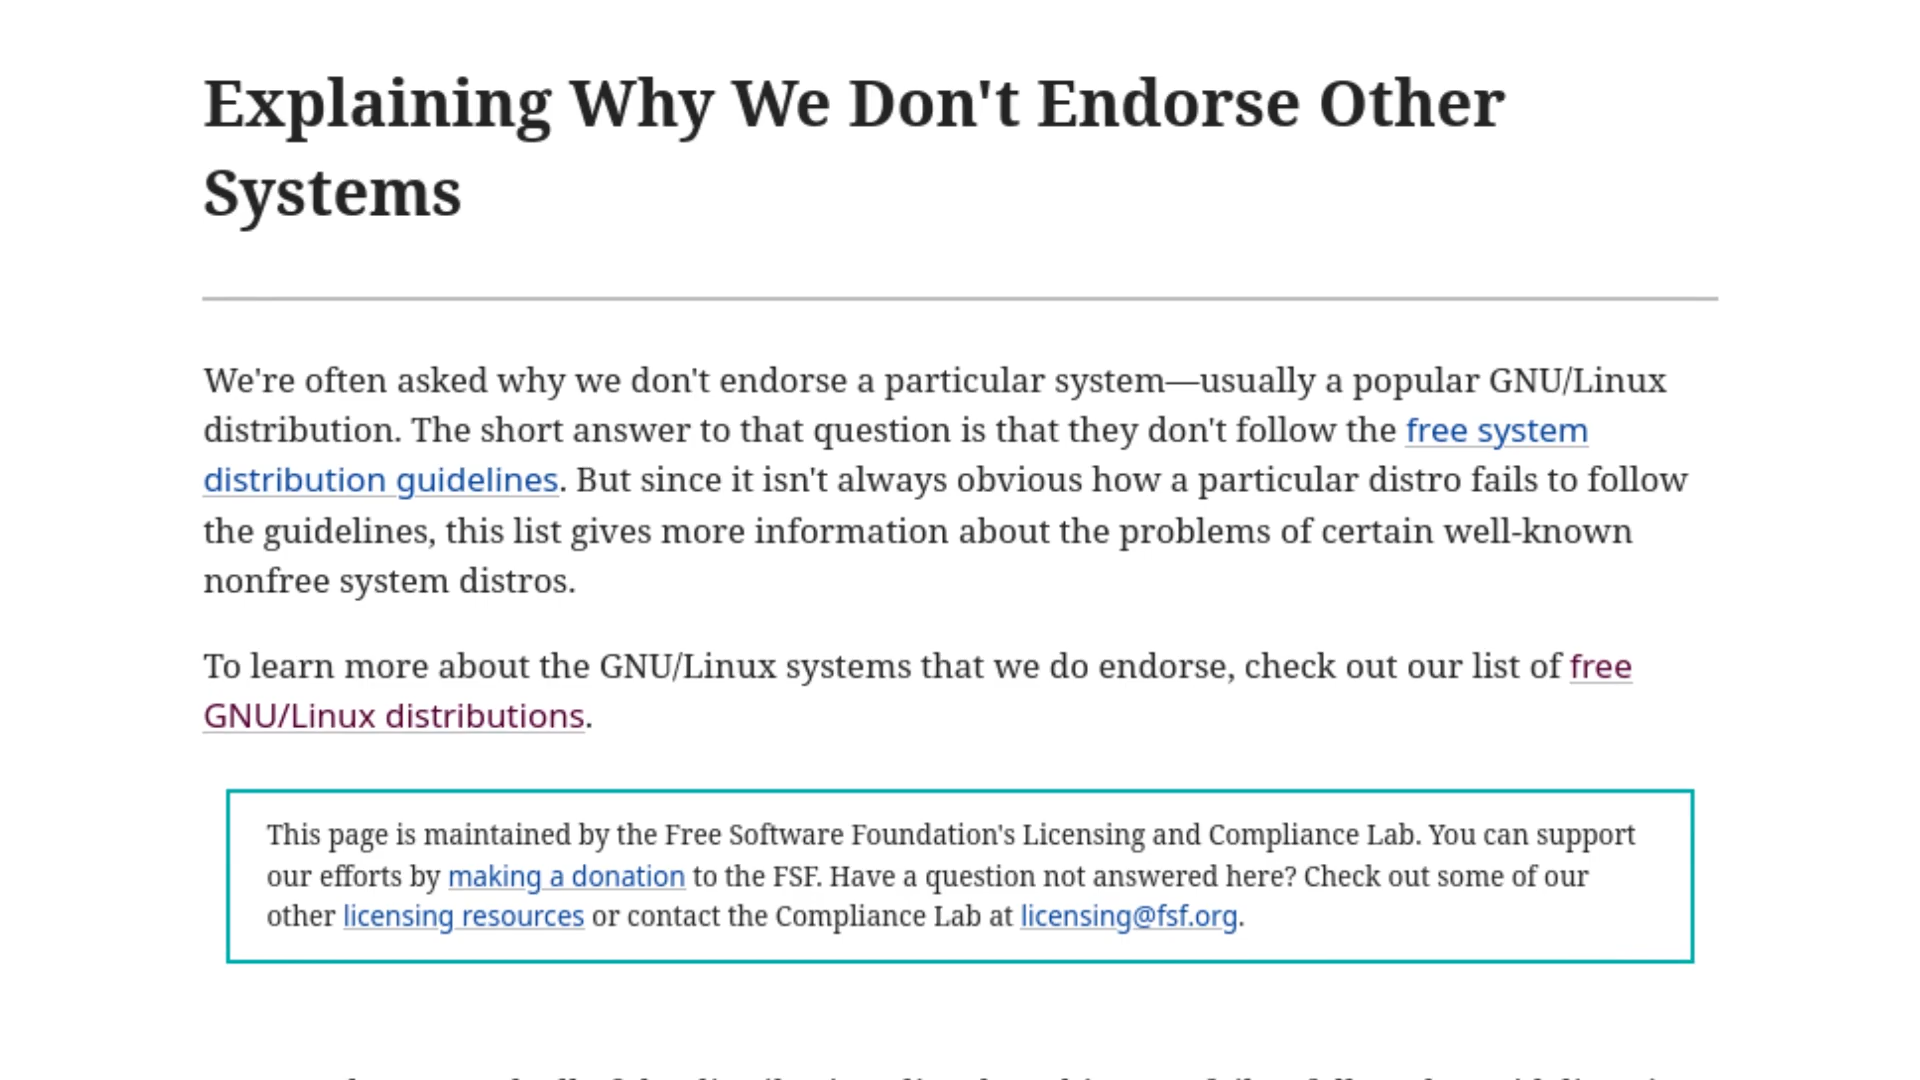 Explaining Why We Don't Endorse Other
Systems
We're often asked why we don't endorse a particular system—usually a popular GNU/Linux
distribution. The short answer to that question is that they don't follow the free system
distribution guidelines. But since it isn't always obvious how a particular distro fails to follow
the guidelines, this list gives more information about the problems of certain well-known
nonfree system distros.
To learn more about the GNU/Linux systems that we do endorse, check out our list of free
GNU/Linux distributions.
This page is maintained by the Free Software Foundation's Licensing and Compliance Lab. You can support
our efforts by making a donation to the FSF. Have a question not answered here? Check out some of our
other licensing resources or contact the Compliance Lab at licensing@fsf.org.